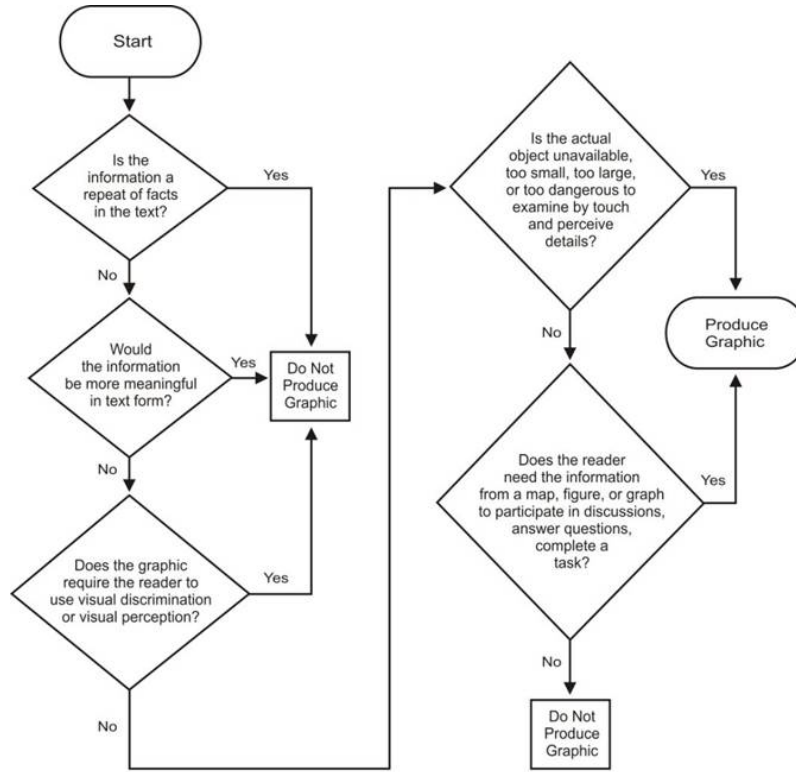 Start
Is the
information a
repeat of facts
in the text?
Yes
No
Would
the information
be more meaningful
in text form?
Yes
Do Not
Produce
Graphic
No
Does the graphic
require the reader to
use visual discrimination
or visual perception?
Yes
No
Is the actual
object unavailable,
too small, too large,
or too dangerous to
examine by touch
and perceive
details?
Yes
Produce
Graphic
No
Does the reader
need the information
from a map, figure, or graph
to participate in discussions,
answer questions,
complete a
task?
Yes
No
Do Not
Produce
Graphic